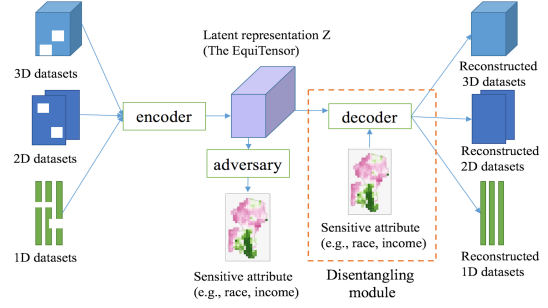 Latent representation Z
(The EquiTensor)
3D datasets
encoder
decoder
Reconstructed
3D datasets
2D datasets
adversary
Reconstructed
2D datasets
1D datasets
Sensitive attribute
(e.g., race, income)
Sensitive attribute
(e.g., race, income)
Disentangling
module
Reconstructed
1D datasets